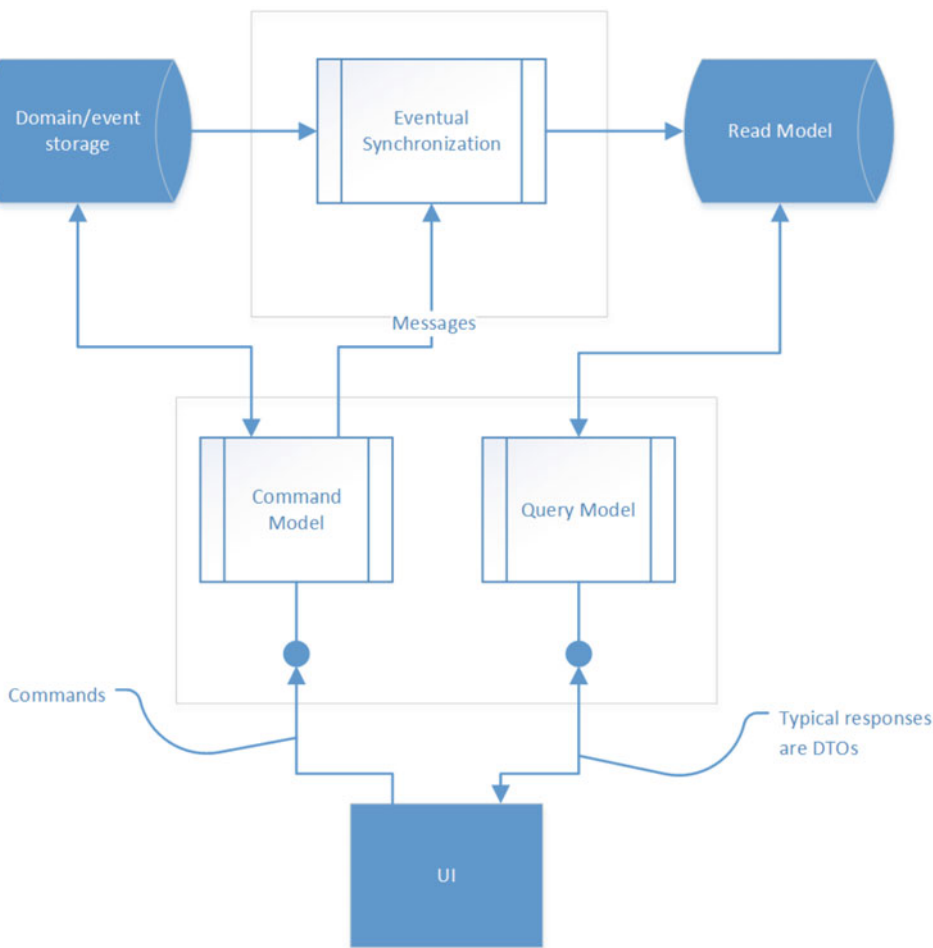 Domain/event
storage
Eventual
Synchronization
Read Model
Messages
Command
Model
Query Model
Commands
Typical responses
are DTOs
UI